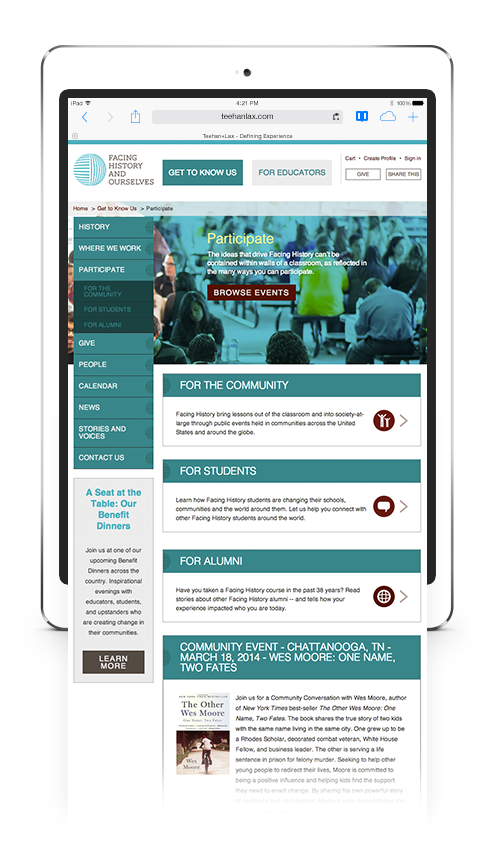 iPad
4:21 PM
100%
teehanlax.com
Teehan+Lax - Defining Experience
FACING
HISTORY
AND
OURSELVES
GET TO KNOW US
FOR EDUCATORS
Cart • Create Profile • Sign in
GIVE
SHARE THIS
Home > Get to Know Us > Participate
HISTORY
WHERE WE WORK
PARTICIPATE
FOR THE
COMMUNITY
FOR STUDENTS
FOR ALUMNI
GIVE
PEOPLE
CALENDAR
NEWS
STORIES AND
VOICES
CONTACT US
Participate
The ideas that drive Facing History can't be
contained within walls of a classroom, as reflected in
the many ways you can participate.
BROWSE EVENTS
FOR THE COMMUNITY
Facing History bring lessons out of the classroom and into society-at-
large through public events held in communities across the United
States and around the globe.
FOR STUDENTS
Learn how Facing History students are changing their schools,
communities and the world around them. Let us help you connect with
other Facing History students around the world.
FOR ALUMNI
Have you taken a Facing History course in the past 38 years? Read
stories about other Facing History alumni -- and tells how your
experience impacted who you are today.
A Seat at the
Table: Our
Benefit
Dinners
Join us at one of our
upcoming Benefit
Dinners across the
country. Inspirational
evenings with
educators, students,
and upstanders who
are creating change in
their communities.
LEARN
MORE
COMMUNITY EVENT - CHATTANOOGA, TN -
MARCH 18, 2014 - WES MOORE: ONE NAME,
TWO FATES
NEW YORK BESTSELLER
The Other
Wes Moore
One Name, Two Fates
Wes
Moore
Join us for a Community Conversation with Wes Moore, author
of New York Times best-seller The Other Wes Moore: One
Name, Two Fates. The book shares the true story of two kids
with the same name living in the same city. One grew up to be
a Rhodes Scholar, decorated combat veteran, White House
Fellow, and business leader. The other is serving a life
sentence in prison for felony murder. Seeking to help other
young people to redirect their lives, Moore is committed to
being a positive influence and helping kids find the support
they need to enact change. By sharing his own powerful story